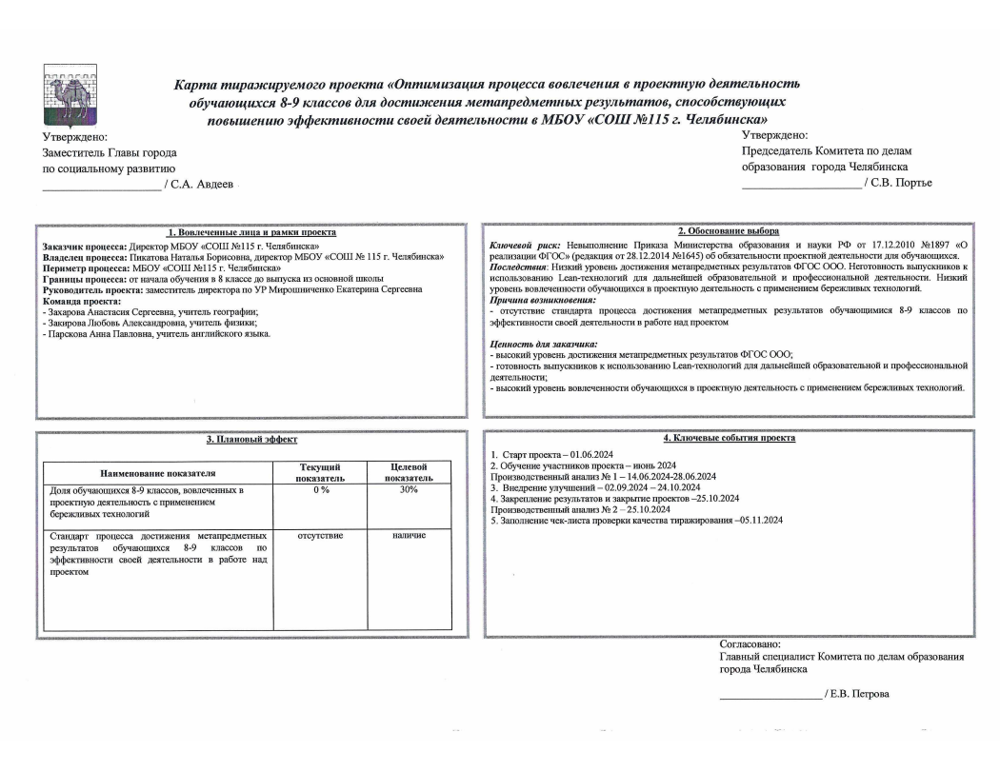 Карта тиражируемого проекта «Оптимизация процесса вовлечения в проектную деятельность
обучающихся 8-9 классов для достижения метапредметных результатов, способствующих
повышению эффективности своей деятельности в МБОУ «СОШ №115 г. Челябинска»
Утверждено:
Заместитель Главы города
по социальному развитию
____________________ / С.А. Авдеев
Утверждено:
Председатель Комитета по делам
образования города Челябинска
____________________ / С.В. Портье
1. Вовлеченные лица и рамки проекта
Заказчик процесса: Директор МБОУ «СОШ №115 г. Челябинска»
Владелец процесса: Пикатова Наталья Борисовна, директор МБОУ «СОШ № 115 г. Челябинска»
Периметр процесса: МБОУ «СОШ №115 г. Челябинска»
Границы процесса: от начала обучения в 8 классе до выпуска из основной школы
Руководитель проекта: заместитель директора по УР Мирошниченко Екатерина Сергеевна
Команда проекта:
- Захарова Анастасия Сергеевна, учитель географии;
- Закирова Любовь Александровна, учитель физики;
- Парскова Анна Павловна, учитель английского языка.
2. Обоснование выбора
Ключевой риск: Невыполнение Приказа Министерства образования и науки РФ от 17.12.2010 №1897 «О
реализации ФГОС» (редакция от 28.12.2014 №1645) об обязательности проектной деятельности для обучающихся.
Последствия: Низкий уровень достижения метапредметных результатов ФГОС ООО. Неготовность выпускников к
использованию Lean-технологий для дальнейшей образовательной и профессиональной деятельности. Низкий
уровень вовлеченности обучающихся в проектную деятельность с применением бережливых технологий.
Причина возникновения:
- отсутствие стандарта процесса достижения метапредметных результатов обучающимися 8-9 классов по
эффективности своей деятельности в работе над проектом
Ценность для заказчика:
- высокий уровень достижения метапредметных результатов ФГОС ООО;
- готовность выпускников к использованию Lean-технологий для дальнейшей образовательной и профессиональной
деятельности;
- высокий уровень вовлеченности обучающихся в проектную деятельность с применением бережливых технологий.
3. Плановый эффект
Наименование показателя
Текущий
показатель
Целевой
показатель
Доля обучающихся 8-9 классов, вовлеченных в
проектную деятельность с применением
бережливых технологий
0 %
30%
Стандарт процесса достижения метапредметных
результатов обучающихся 8-9 классов по
эффективности своей деятельности в работе над
проектом
отсутствие
наличие
4. Ключевые события проекта
1. Старт проекта – 01.06.2024
2. Обучение участников проекта – июнь 2024
Производственный анализ № 1 – 14.06.2024-28.06.2024
3. Внедрение улучшений – 02.09.2024 – 24.10.2024
4. Закрепление результатов и закрытие проектов –25.10.2024
Производственный анализ № 2 – 25.10.2024
5. Заполнение чек-листа проверки качества тиражирования –05.11.2024
Согласовано:
Главный специалист Комитета по делам образования
города Челябинска
__________________ / Е.В. Петрова